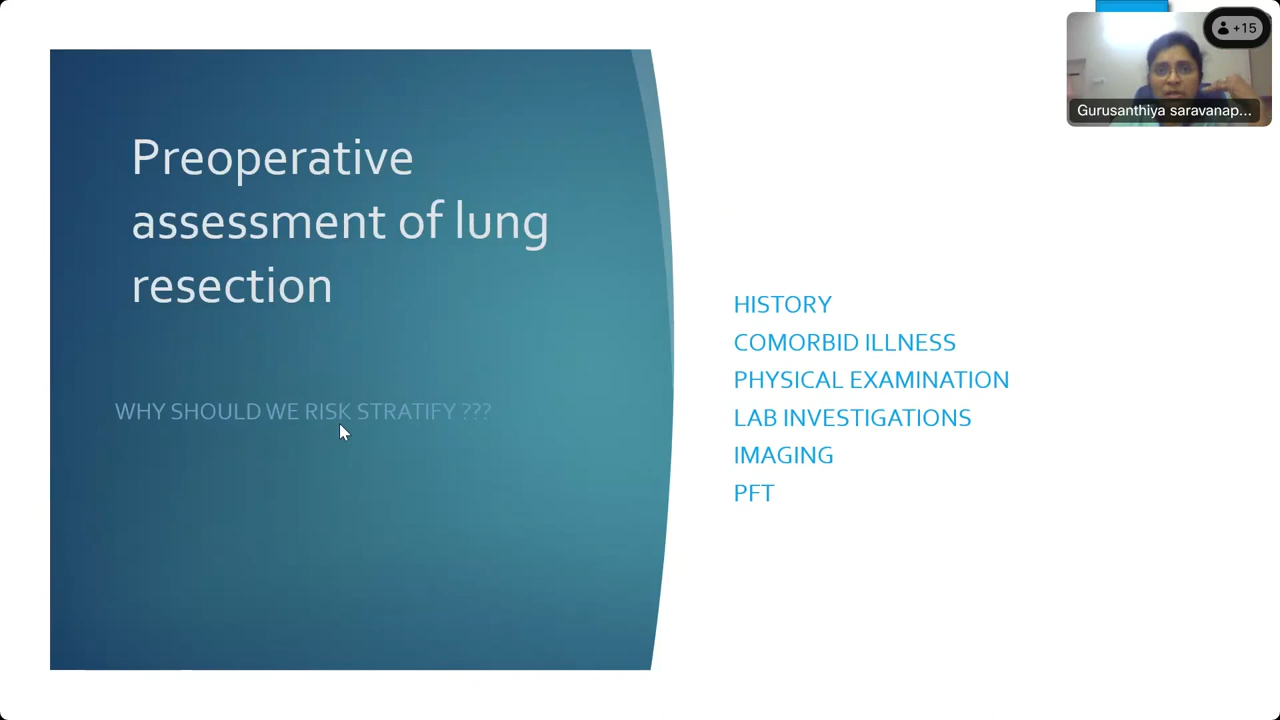 Preoperative
assessment of lung
resection
WHY SHOULD WE RISK STRATIFY ???
HISTORY
COMORBID ILLNESS
PHYSICAL EXAMINATION
LAB INVESTIGATIONS
IMAGING
PFT
+15
Gurusanthiya saravanap...